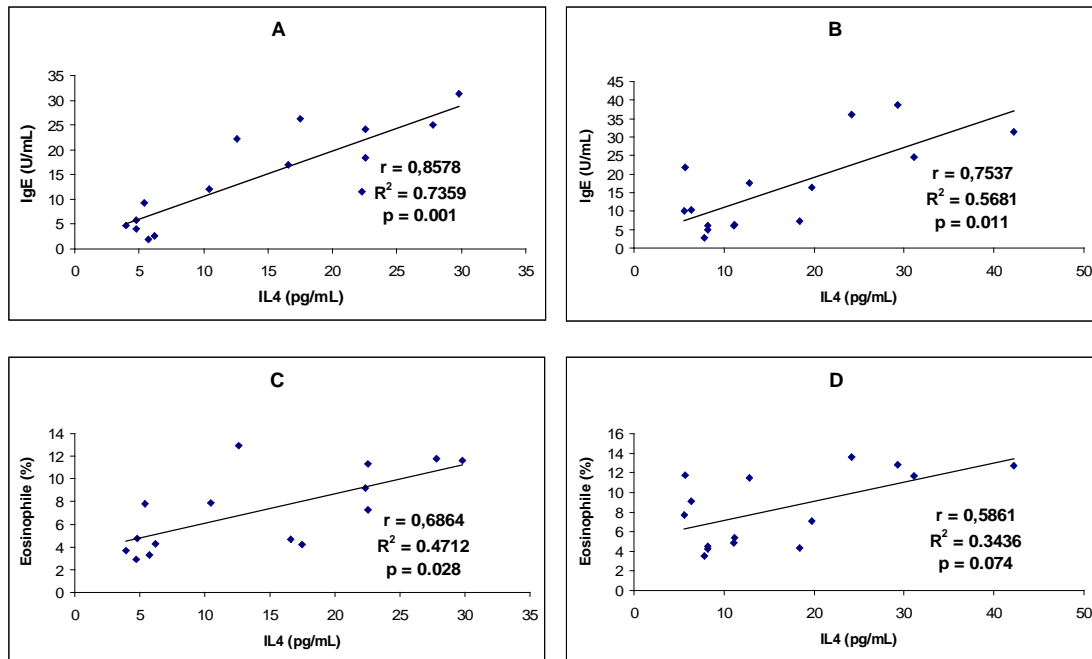 A
35
30
25
20
15
10
5
0
IgE (U/mL)
r = 0,8578
R² = 0.7359
p = 0.001
0 5 10 15 20 25 30 35
IL4 (pg/mL)
B
45
40
35
30
25
20
15
10
5
0
IgE (U/mL)
r = 0,7537
R² = 0.5681
p = 0.011
0 10 20 30 40 50
IL4 (pg/mL)
C
14
12
10
8
6
4
2
0
Eosinophile (%)
r = 0,6864
R² = 0.4712
p = 0.028
0 5 10 15 20 25 30 35
IL4 (pg/mL)
D
16
14
12
10
8
6
4
2
0
Eosinophile (%)
r = 0,5861
R² = 0.3436
p = 0.074
0 10 20 30 40 50
IL4 (pg/mL)